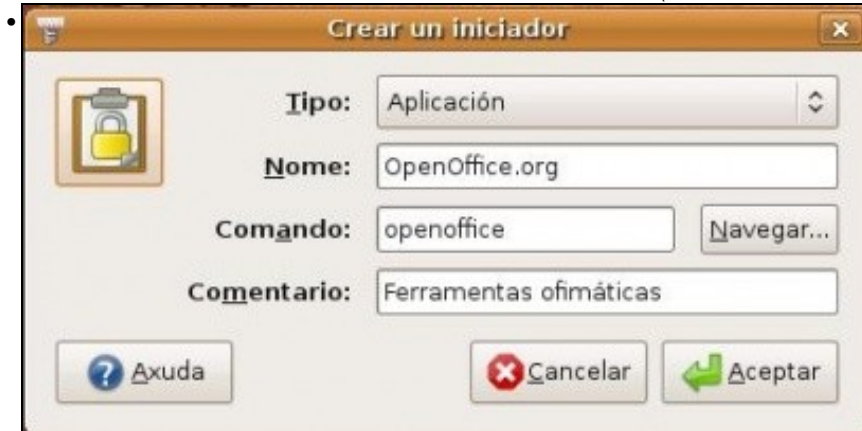 Crear un iniciador
Tipo: Aplicación
Nome: OpenOffice.org
Comando: openoffice Navegar...
Comentario: Ferramentas ofimáticas
Axuda Cancelar Aceptar